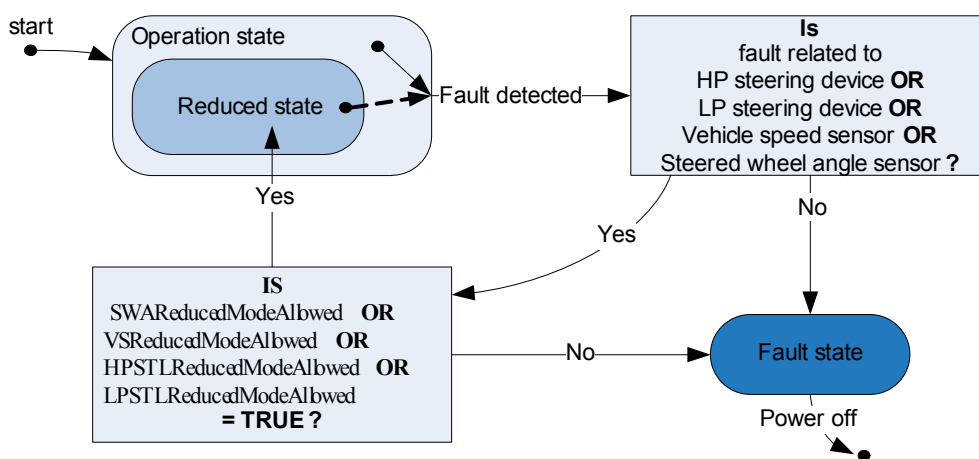 start
Operation state
Reduced state
Fault detected
Is
fault related to
HP steering device OR
LP steering device OR
Vehicle speed sensor OR
Steered wheel angle sensor ?
Yes
No
Yes
IS
SWAReducedModeAllowed OR
VSReducedModeAllowed OR
HPSTLReducedModeAllowed OR
LPSTLReducedModeAllowed
= TRUE ?
No
Fault state
Power off